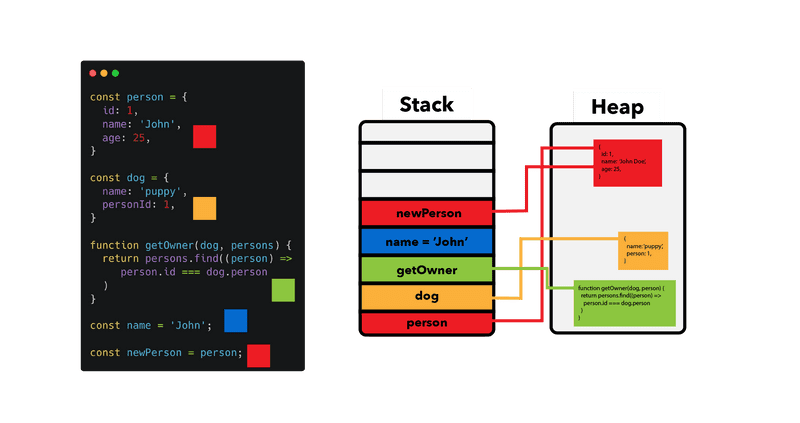 const person = {
id: 1,
name: 'John',
age: 25,
}
const dog = {
name: 'puppy',
personId: 1,
}
function getOwner(dog, persons) {
return persons.find((person) =>
person.id === dog.person
)
}
const name = 'John';
const newPerson = person;
Stack
newPerson
name = ‘John’
getOwner
dog
person
Heap
{
id: 1,
name: 'John Doe',
age: 25,
}
{
name:'puppy',
person: 1,
}
function getOwner(dog, person) {
return persons.find((person) =>
person.id === dog.person
)
}